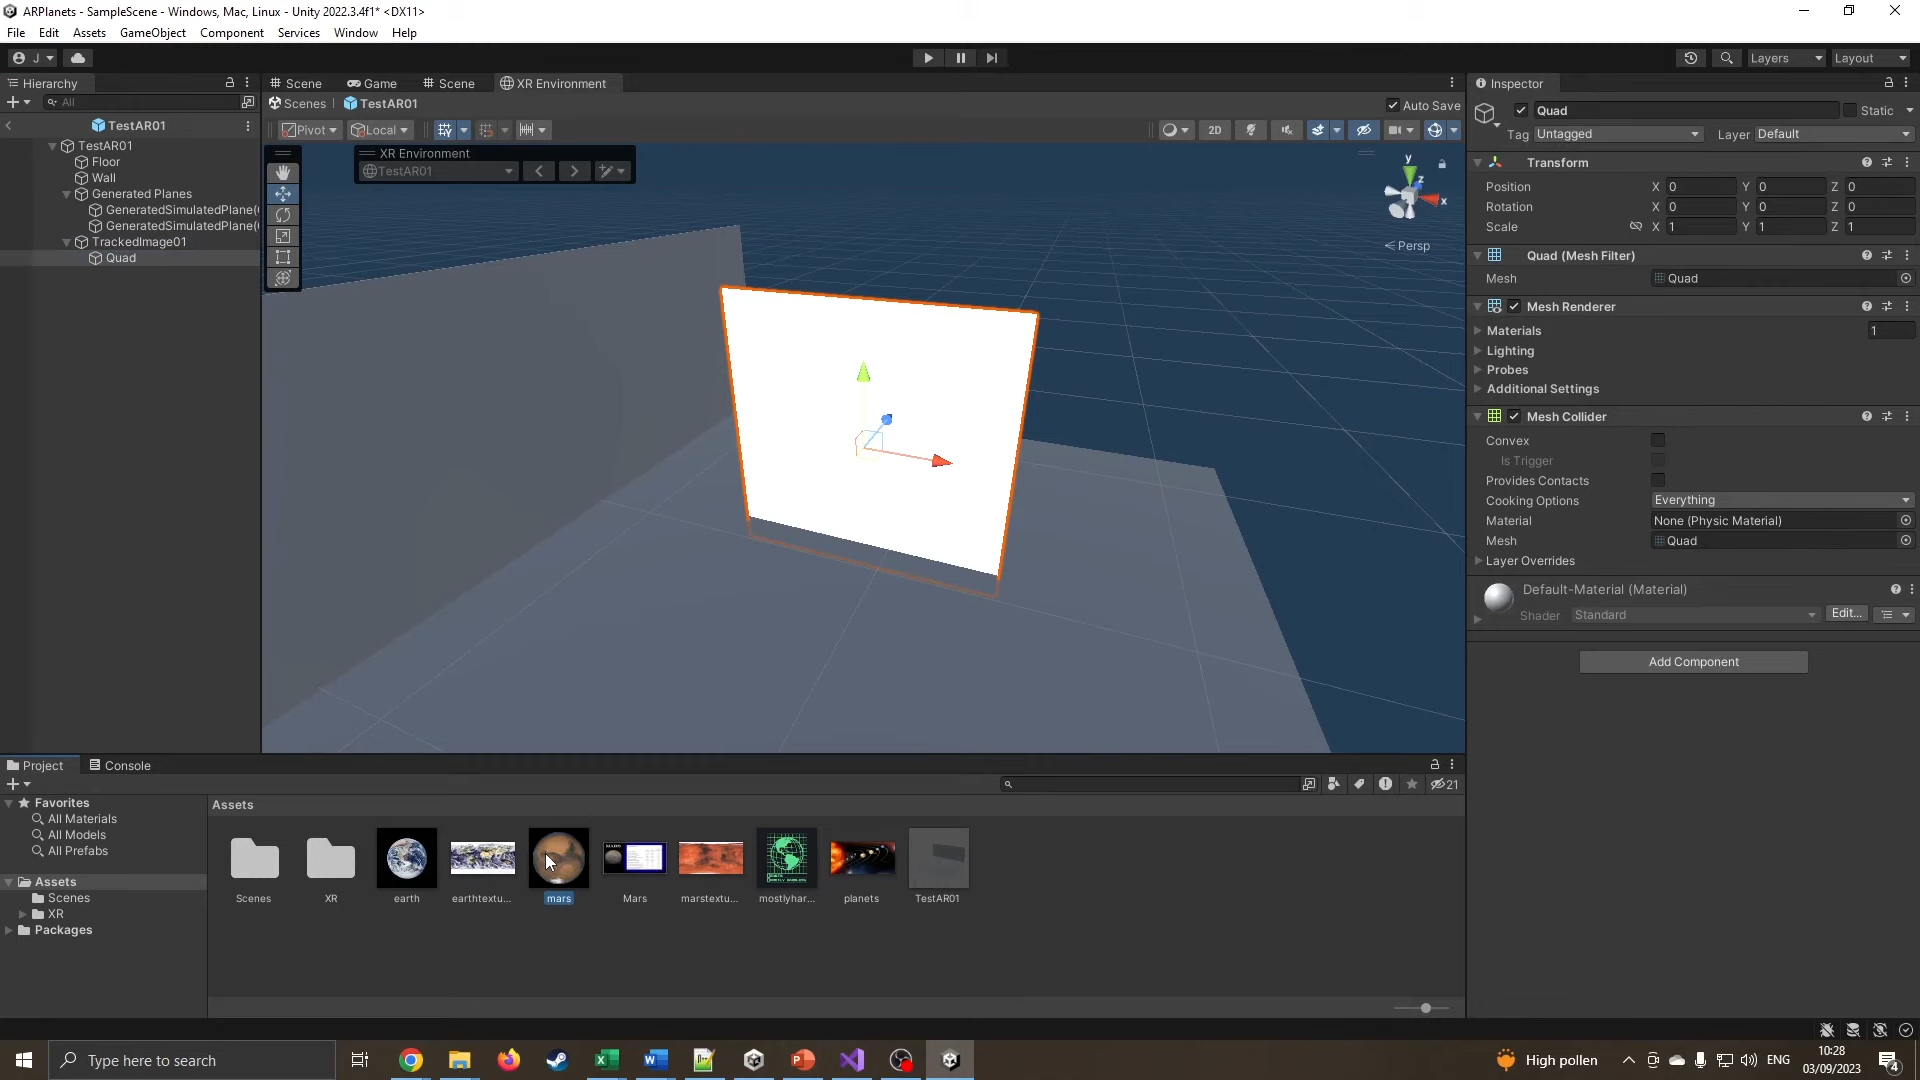 ARPlanets - SampleScene - Windows, Mac, Linux - Unity 2022.3.4f1* <DX11>
File Edit Assets GameObject Component Services Window Help
J
Layers Layout
Hierarchy
Scene Game Scene XR Environment
Inspector
All
Scenes TestAR01
Auto Save
Quad Static
TestAR01
Pivot Local 2D
Tag Untagged Layer Default
TestAR01
Floor
Wall
Generated Planes
GeneratedSimulatedPlane(
GeneratedSimulatedPlane(
TrackedImage01
Quad
XR Environment
TestAR01
y
z
x
Persp
Transform
Position X 0 Y 0 Z 0
Rotation X 0 Y 0 Z 0
Scale X 1 Y 1 Z 1
Quad (Mesh Filter)
Mesh Quad
Mesh Renderer
Materials 1
Lighting
Probes
Additional Settings
Mesh Collider
Convex
Is Trigger
Provides Contacts
Cooking Options Everything
Material None (Physic Material)
Mesh Quad
Layer Overrides
Default-Material (Material)
Shader Standard Edit...
Add Component
Project Console
21
Favorites
All Materials
All Models
All Prefabs
Assets
Scenes
XR
Packages
Assets
Scenes XR earth earthtextu... mars Mars marstextu... mostlyhar... planets TestAR01
Type here to search
High pollen
ENG
10:28
03/09/2023
4